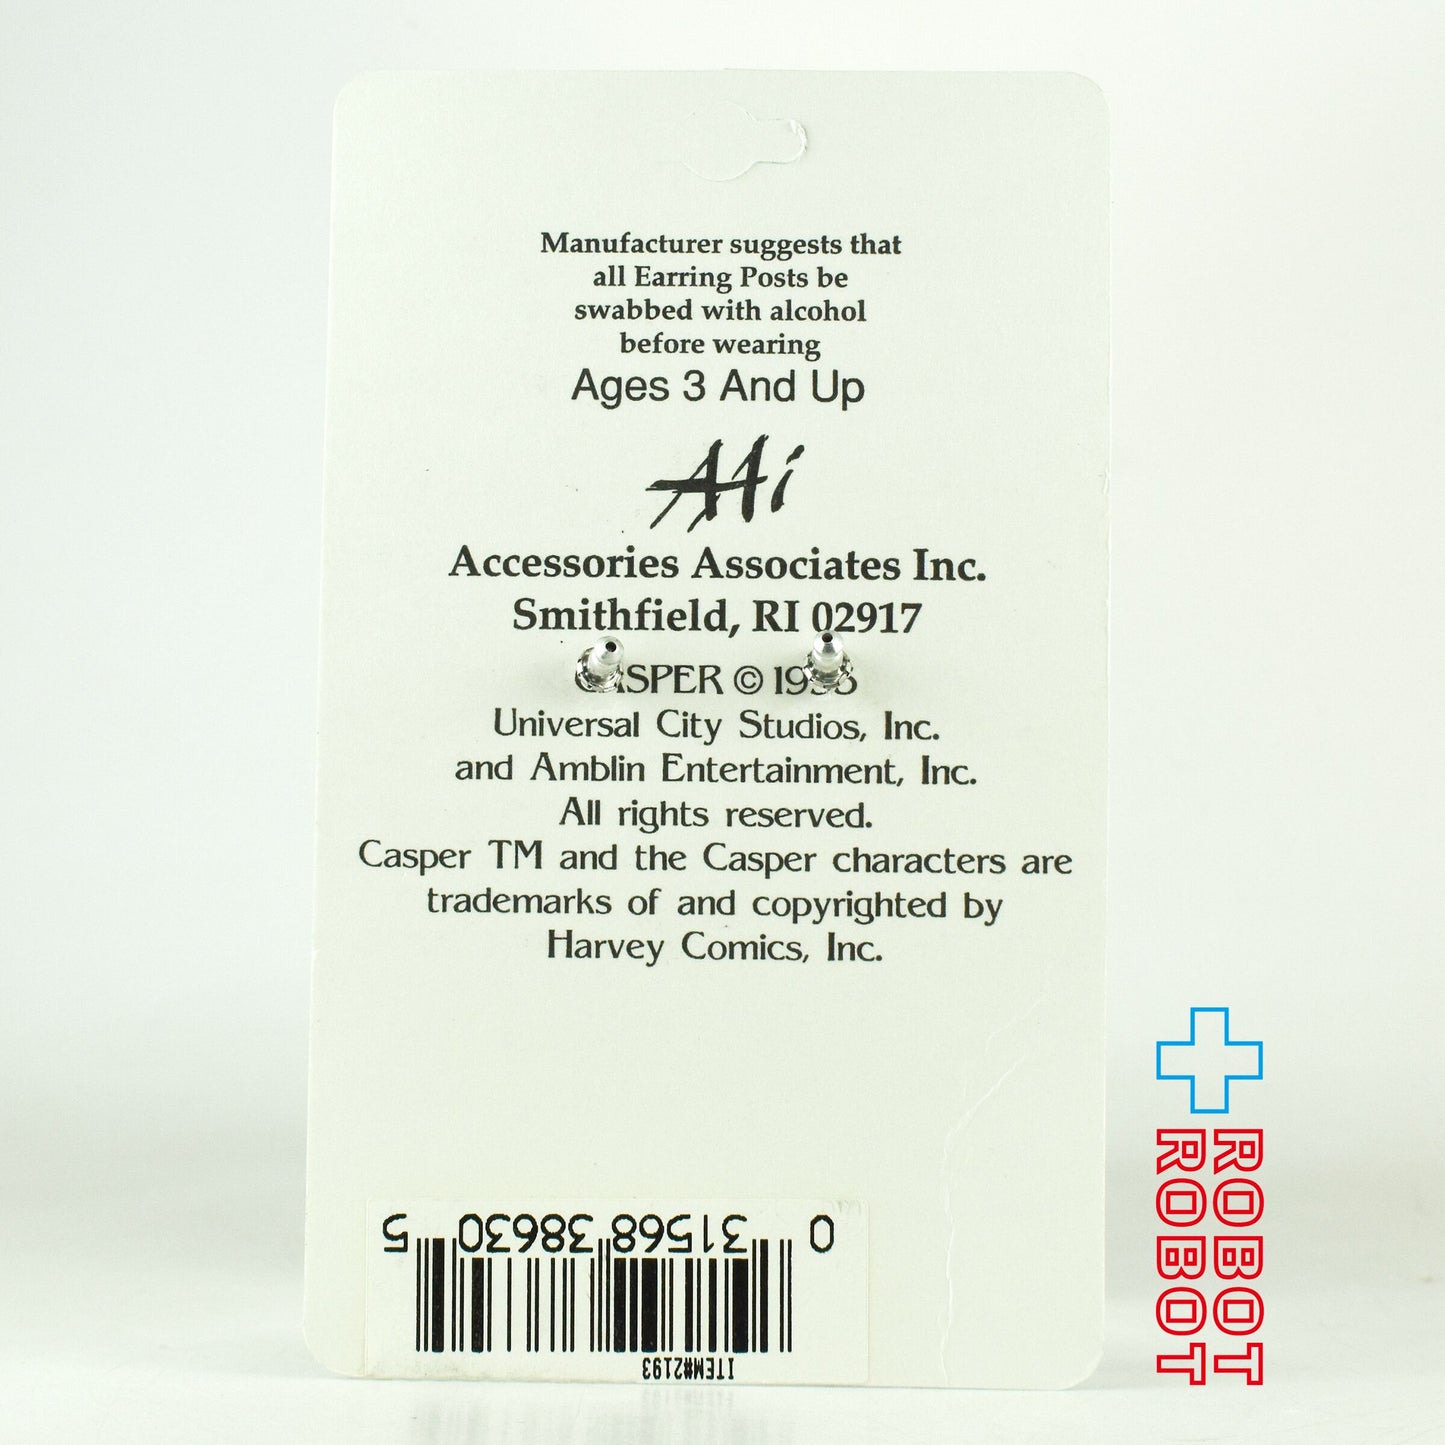 Manufacturer suggests that
all Earring Posts be
swabbed with alcohol
before wearing
Ages 3 And Up
AAi
Accessories Associates Inc.
Smithfield, RI 02917
CASPER ©
Universal City Studios, Inc.
and Amblin Entertainment, Inc.
All rights reserved.
Casper TM and the Casper characters are
trademarks of and copyrighted by
Harvey Comics, Inc.
ITEM#2193
0 31568 38630 5
ROBOT
ROBOT